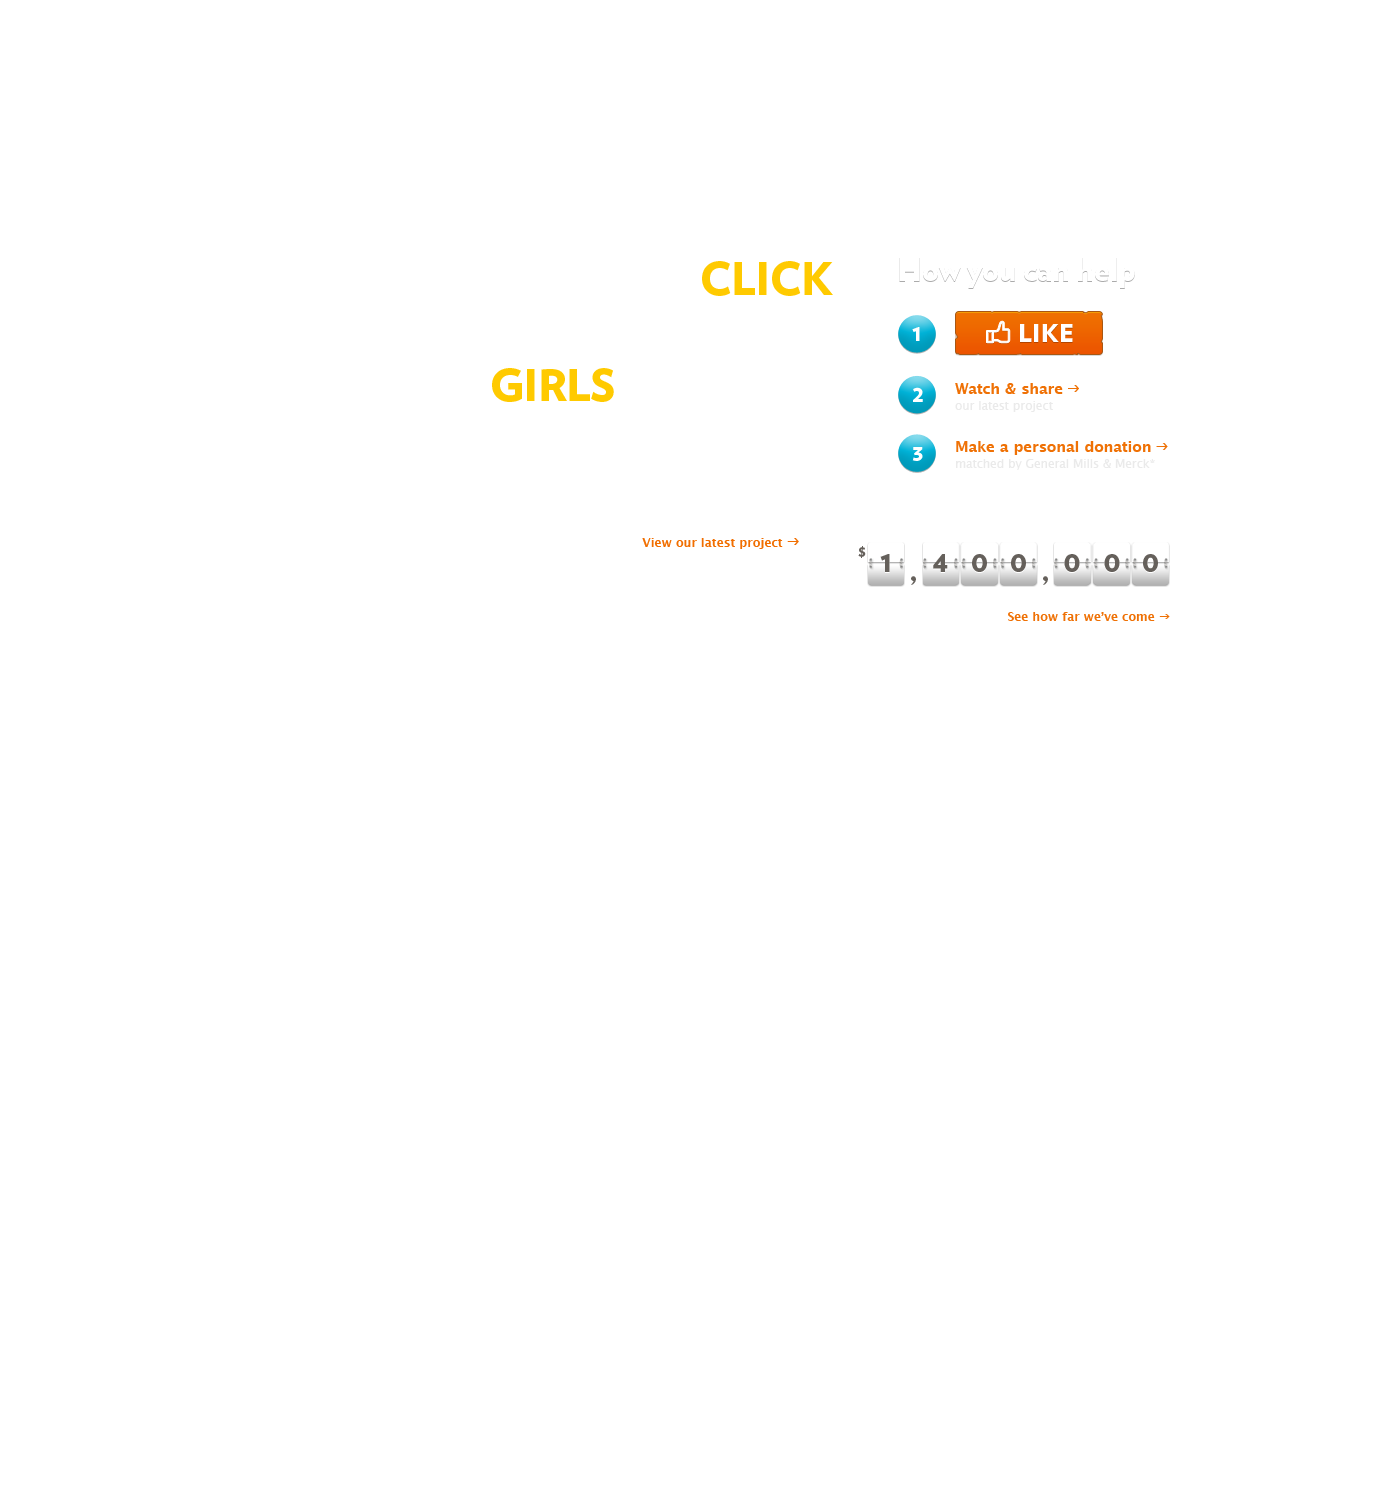 CLICK
GIRLS
View our latest project →
How you can help
1 LIKE
2 Watch & share →
our latest project
3 Make a personal donation →
matched by General Mills & Merck*
$1,400,000
See how far we've come →